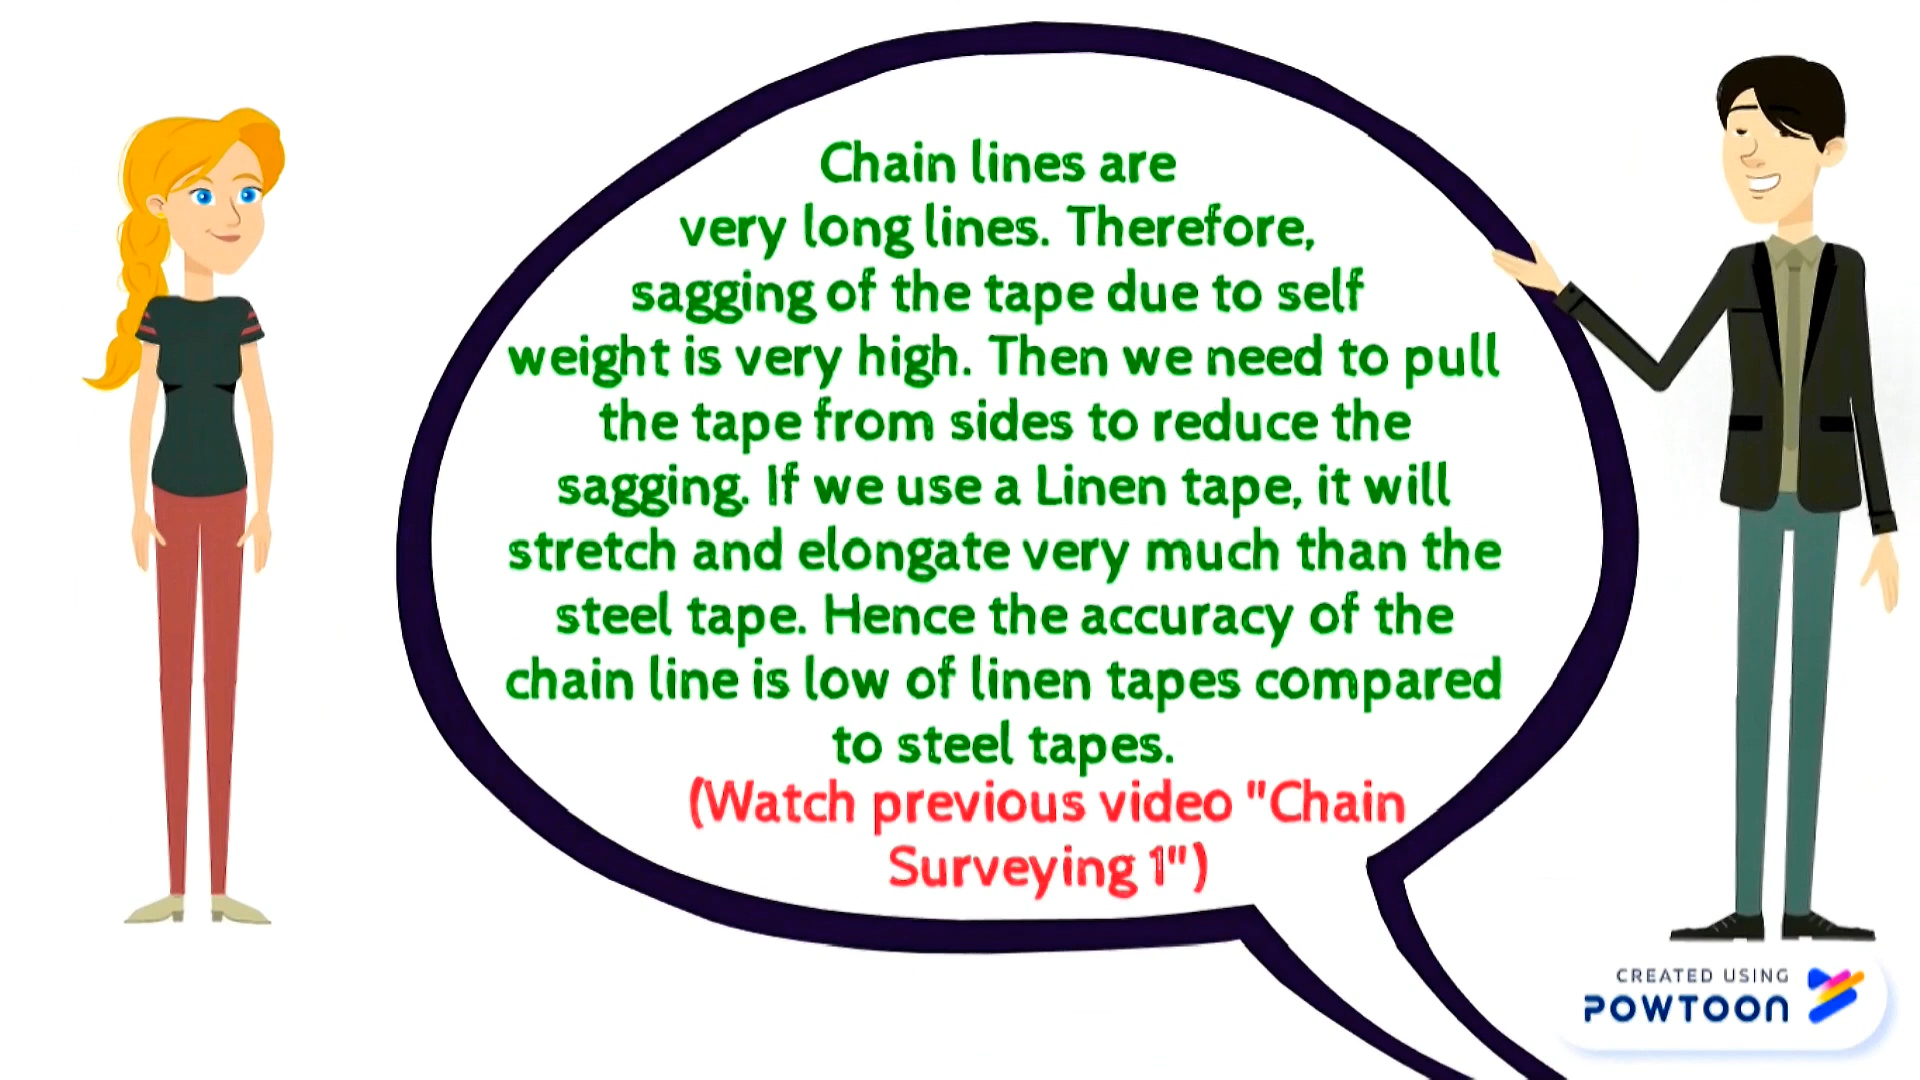 Chain lines are
very long lines. Therefore,
sagging of the tape due to self
weight is very high. Then we need to pull
the tape from sides to reduce the
sagging. If we use a Linen tape, it will
stretch and elongate very much than the
steel tape. Hence the accuracy of the
chain line is low of linen tapes compared
to steel tapes.
(Watch previous video "Chain
Surveying 1")
CREATED USING
POWTOON